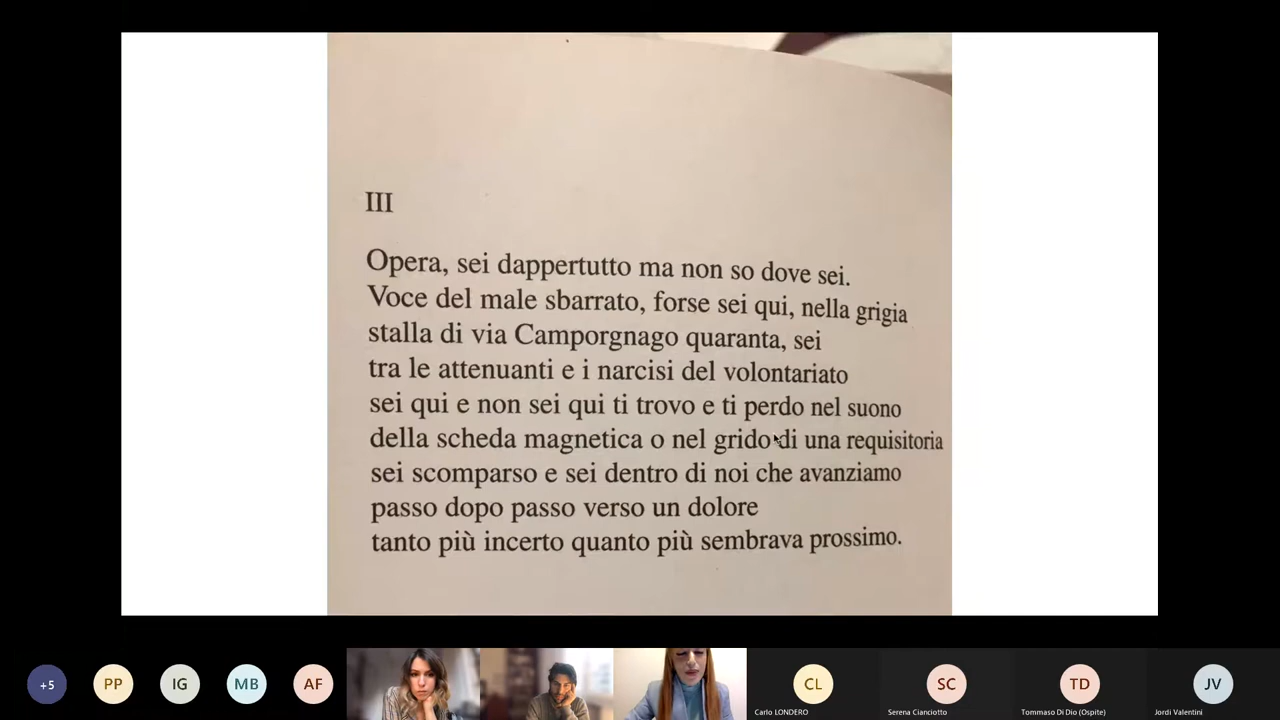 III
Opera, sei dappertutto ma non so dove sei.
Voce del male sbarrato, forse sei qui, nella grigia
stalla di via Camporgnago quaranta, sei
tra le attenuanti e i narcisi del volontariato
sei qui e non sei qui ti trovo e ti perdo nel suono
della scheda magnetica o nel grido di una requisitoria
sei scomparso e sei dentro di noi che avanziamo
passo dopo passo verso un dolore
tanto più incerto quanto più sembrava prossimo.
+5
PP
IG
MB
AF
CL
SC
TD
JV
Carlo LONDERO
Serena Cianciotto
Tommaso Di Dio (Ospite)
Jordi Valentini